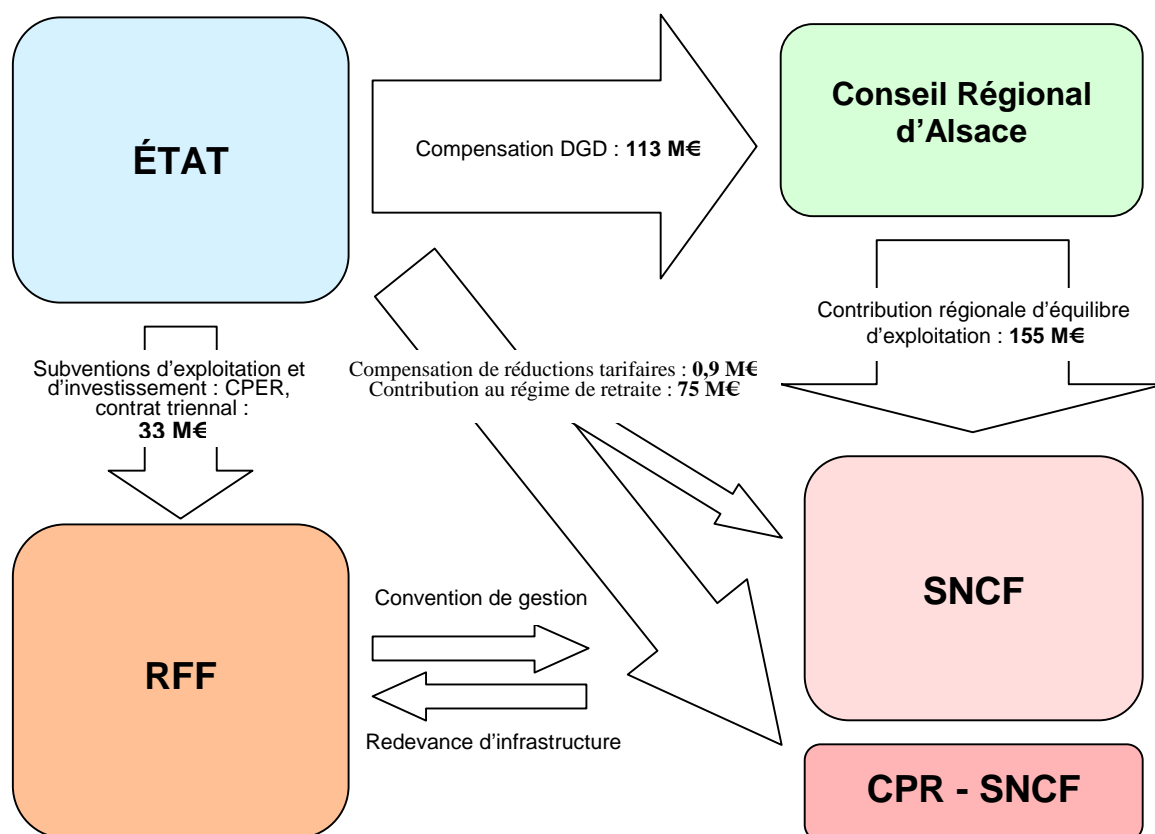 ÉTAT
Compensation DGD : 113 M€
Conseil Régional
d'Alsace
Contribution régionale d'équilibre
d'exploitation : 155 M€
Subventions d'exploitation et
d'investissement : CPER,
contrat triennal :
33 M€
Compensation de réductions tarifaires : 0,9 M€
Contribution au régime de retraite : 75 M€
RFF
Convention de gestion
Redevance d'infrastructure
SNCF
CPR - SNCF